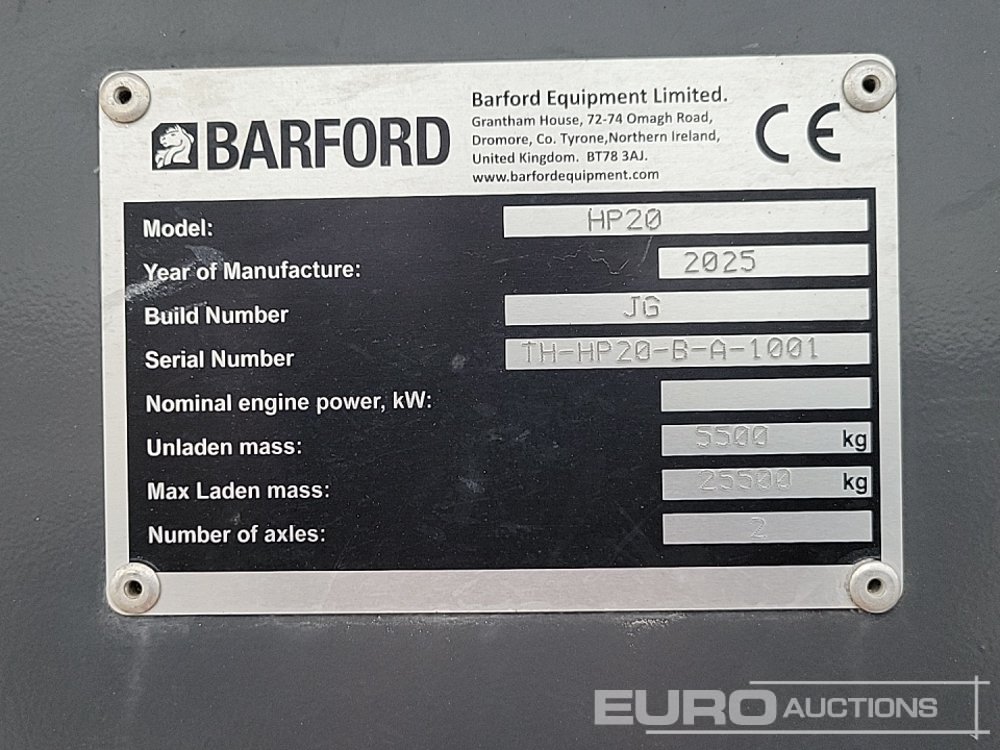 BARFORD
Barford Equipment Limited.
Grantham House, 72-74 Omagh Road,
Dromore, Co. Tyrone,Northern Ireland,
United Kingdom. BT78 3AJ.
www.barfordequipment.com
CE
Model: HP20
Year of Manufacture: 2025
Build Number JG
Serial Number TH-HP20-B-A-1001
Nominal engine power, kW:
Unladen mass: 5500 kg
Max Laden mass: 25500 kg
Number of axles: 2
EURO AUCTIONS